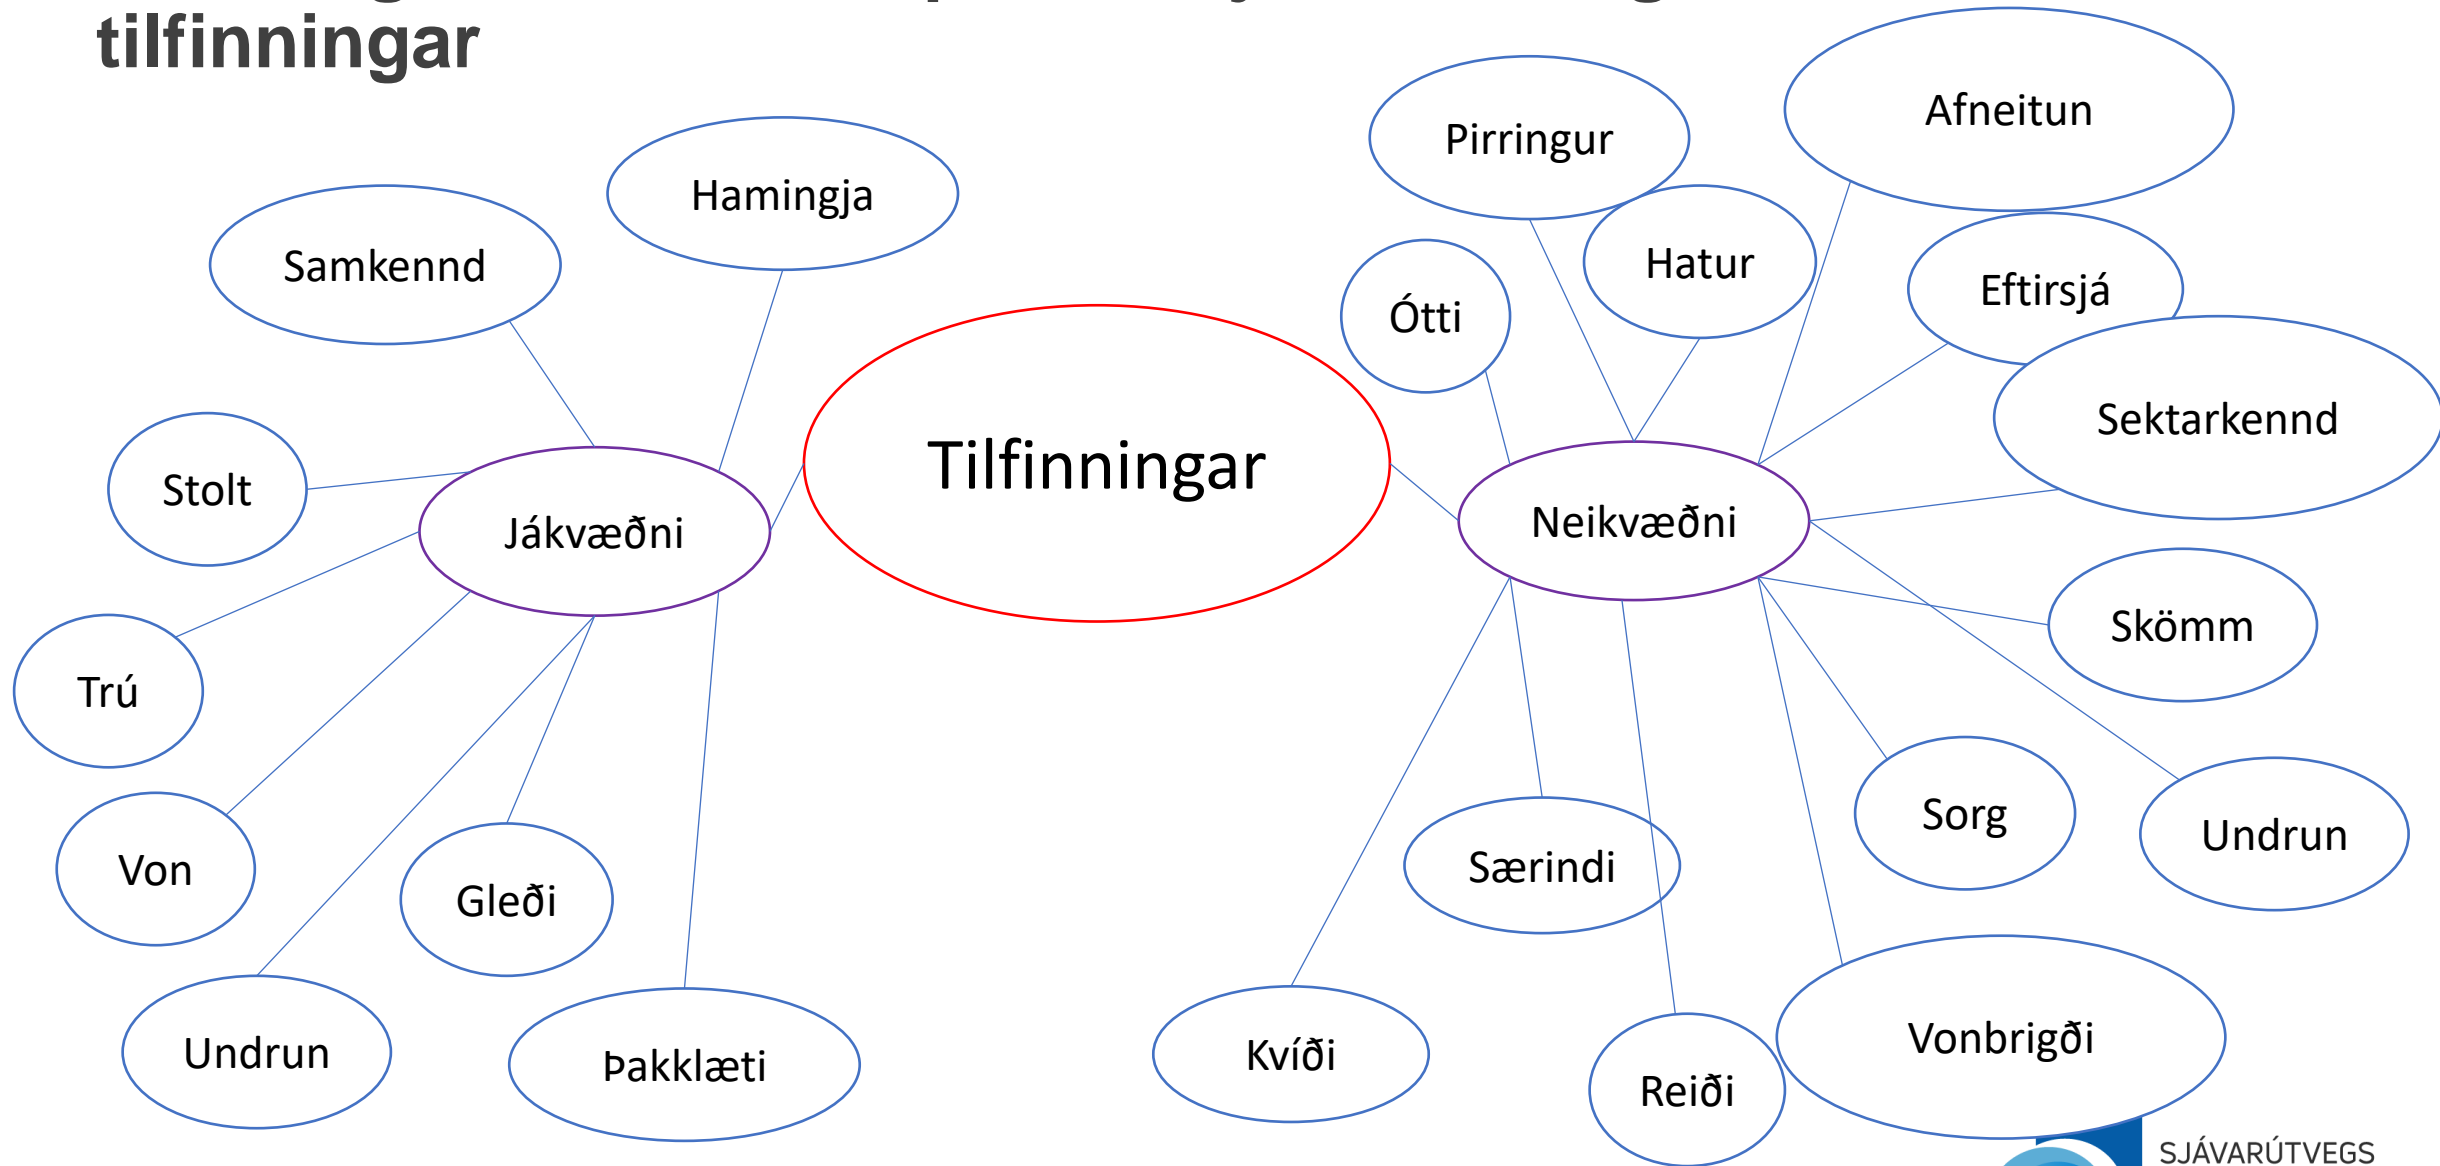 tilfinningar
Afneitun
Pirringur
Hamingja
Samkennd
Hatur
Eftirsjá
Ótti
Sektarkennd
Tilfinningar
Stolt
Jákvæðni
Neikvæðni
Skömm
Trú
Sorg
Undrun
Særindi
Von
Gleði
Undrun
Þakklæti
Kvíði
Vonbrigði
Reiði
SJÁVARÚTVEGS